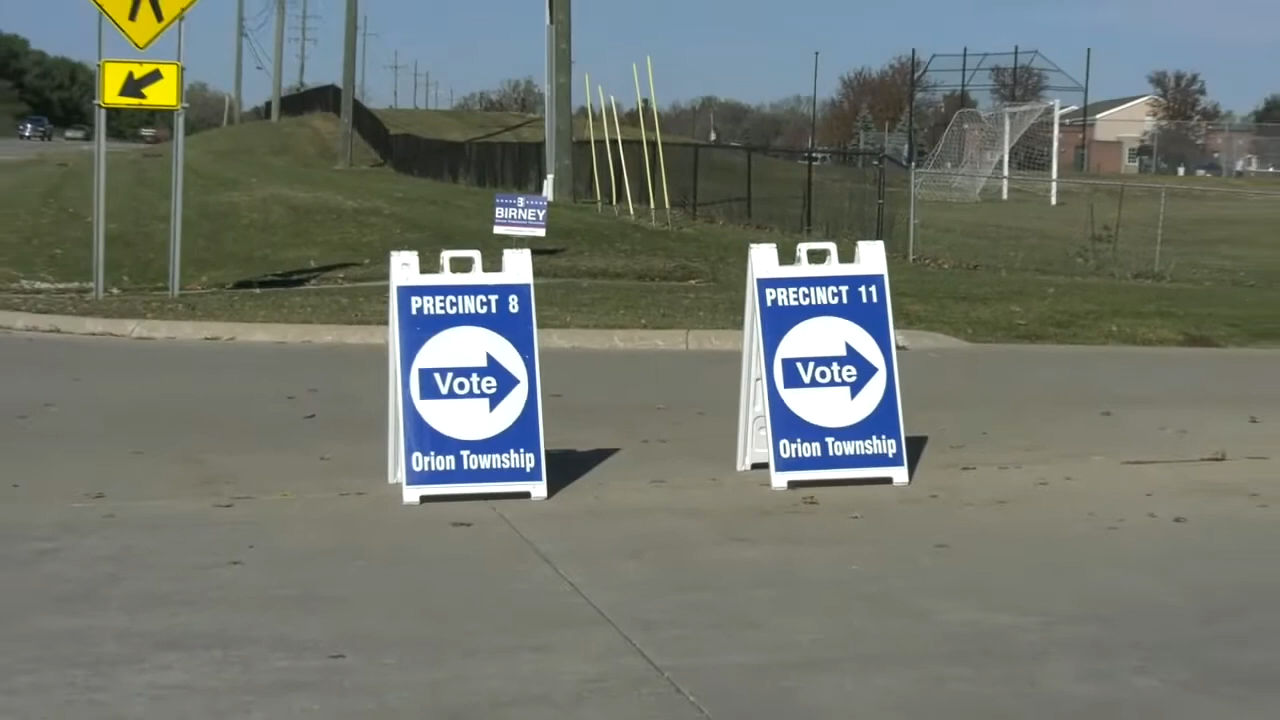 BIRNEY
PRECINCT 8
Vote
Orion Township
PRECINCT 11
Vote
Orion Township